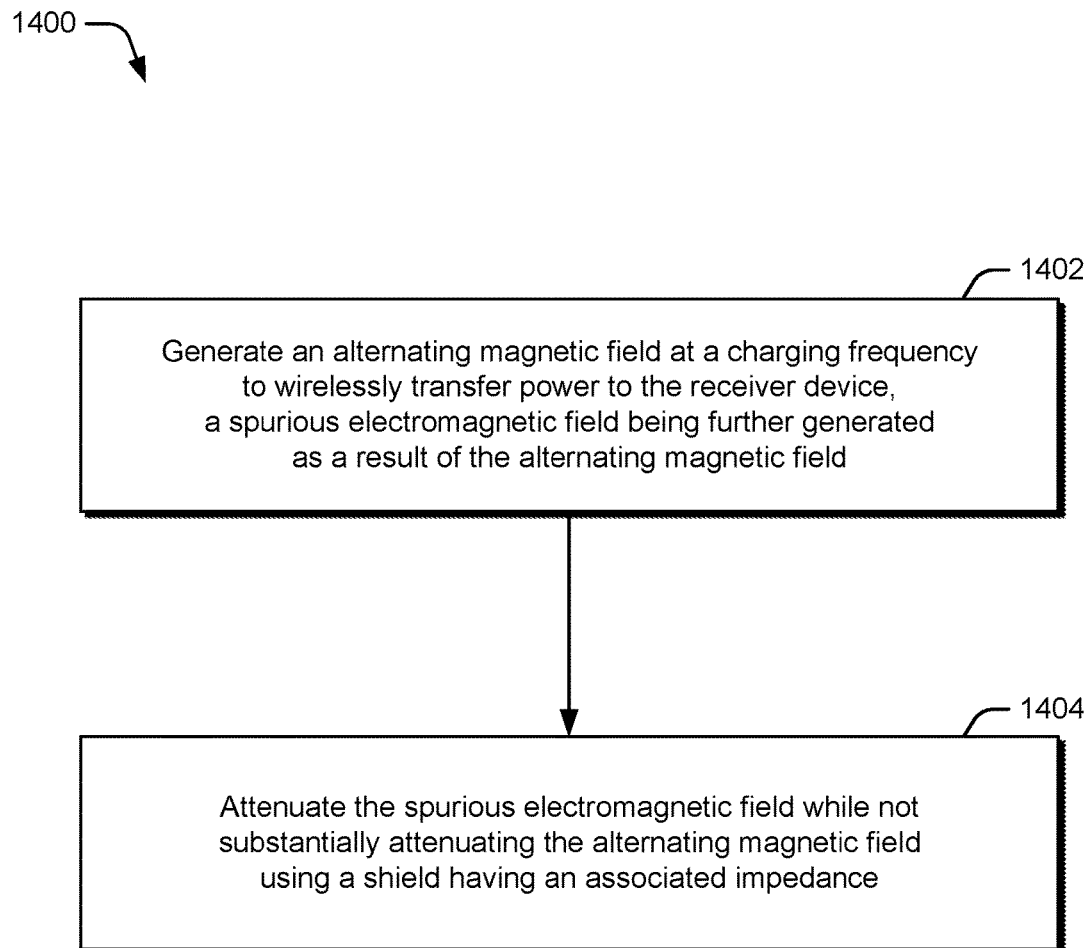 1400
1402
Generate an alternating magnetic field at a charging frequency
to wirelessly transfer power to the receiver device,
a spurious electromagnetic field being further generated
as a result of the alternating magnetic field
1404
Attenuate the spurious electromagnetic field while not
substantially attenuating the alternating magnetic field
using a shield having an associated impedance